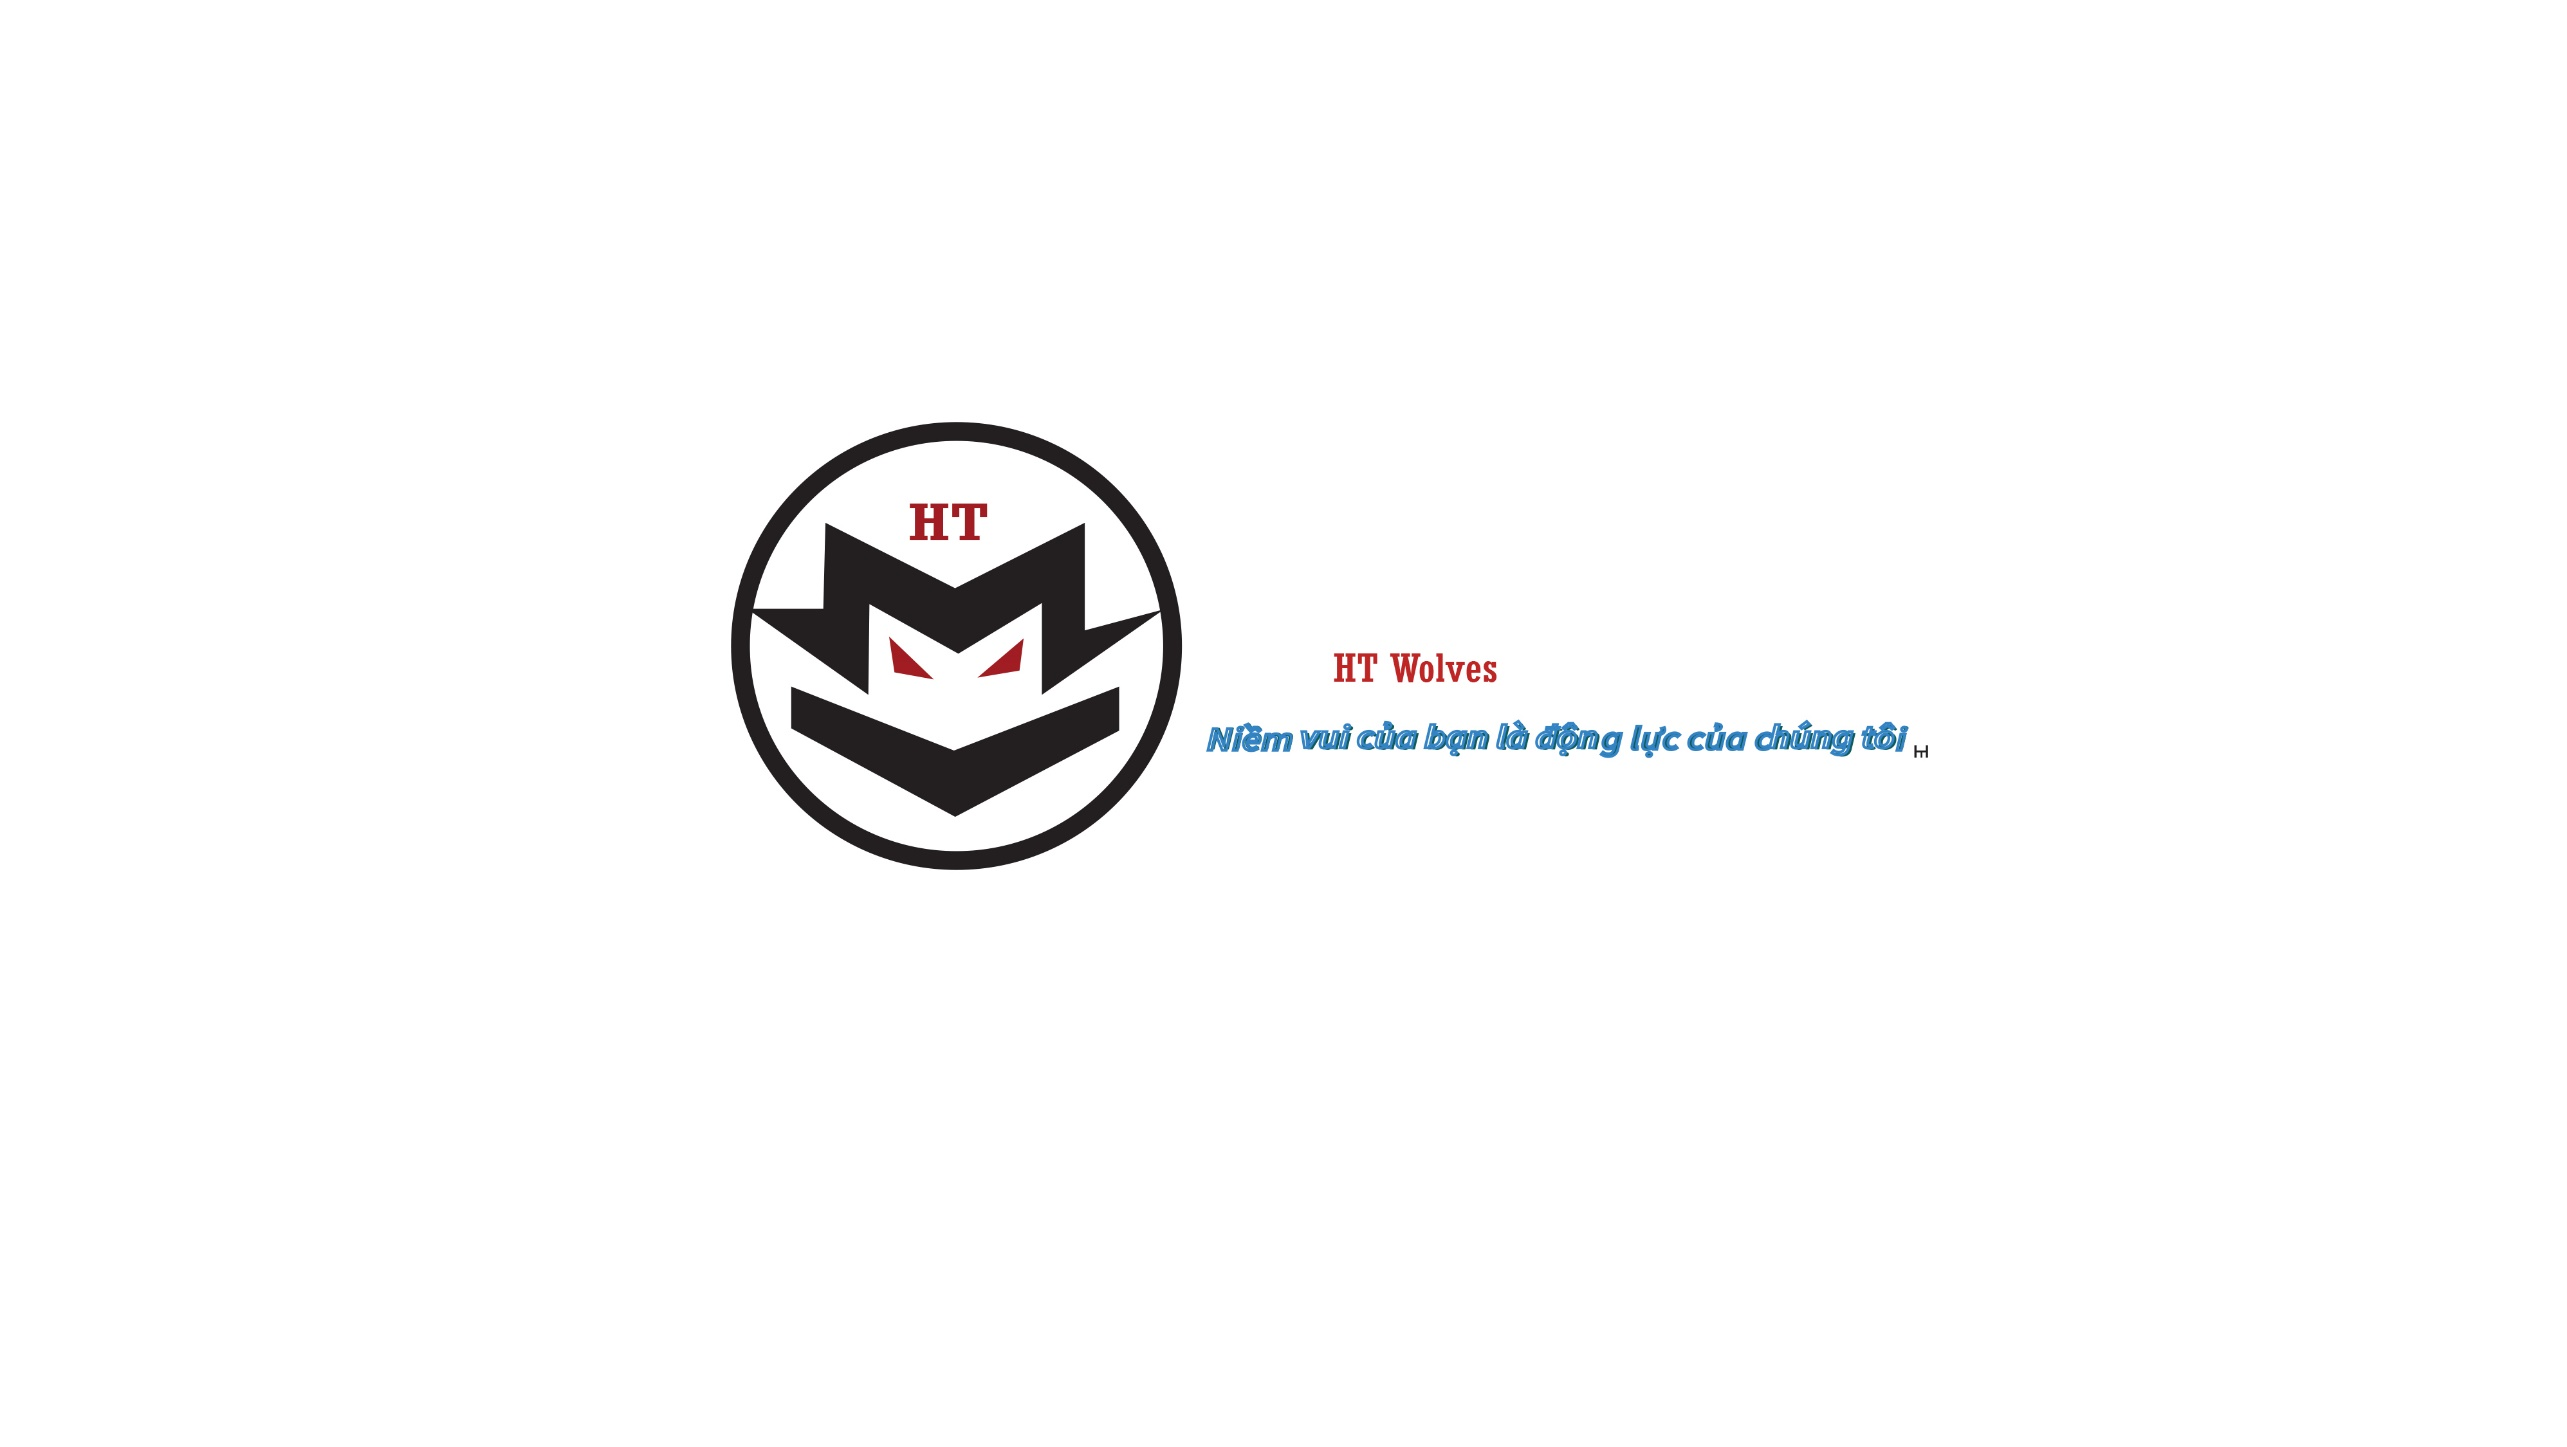 HT
HT Wolves
Niềm vui của bạn là động lực của chúng tôi